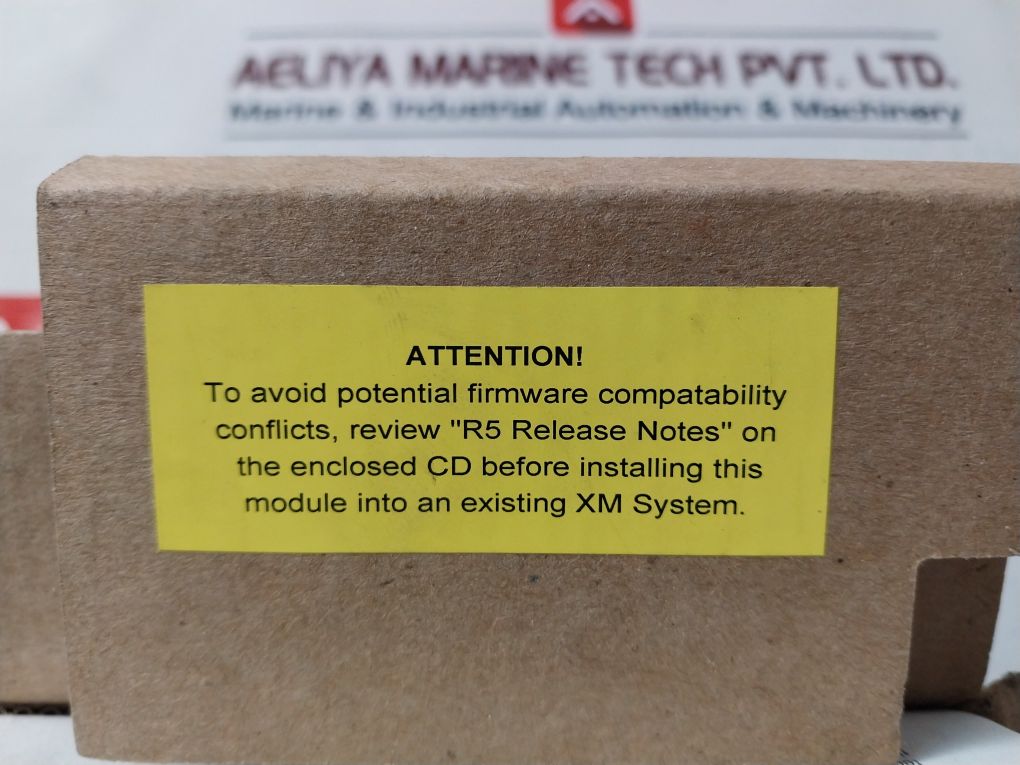 AELIYA MARINE TECH PVT. LTD.
Marine & Industrial Automation & Machinery
ATTENTION!
To avoid potential firmware compatability
conflicts, review "R5 Release Notes" on
the enclosed CD before installing this
module into an existing XM System.